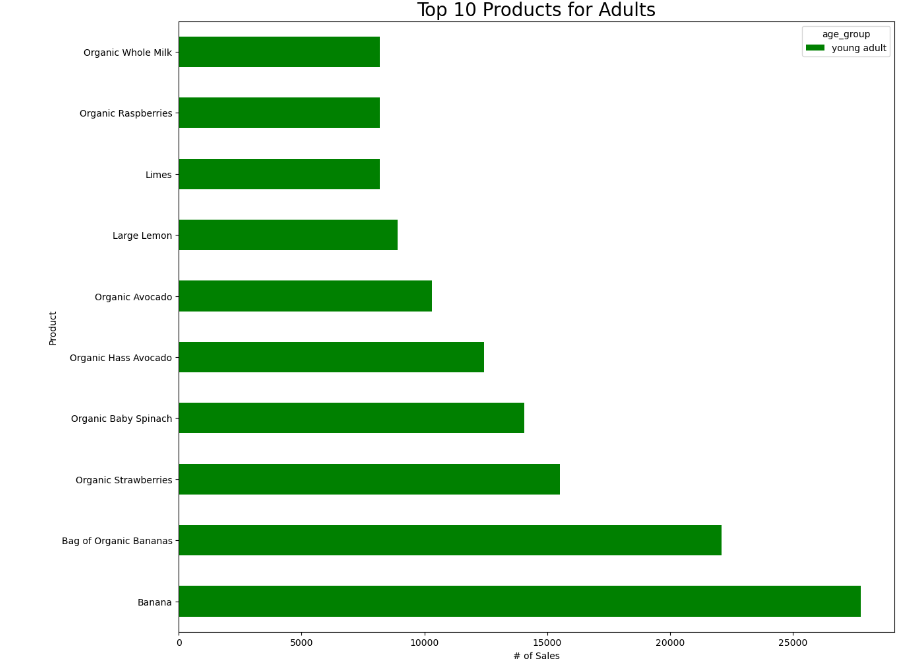 Top 10 Products for Adults
age_group
young adult
Organic Whole Milk
Organic Raspberries
Limes
Large Lemon
Organic Avocado
Organic Hass Avocado
Organic Baby Spinach
Organic Strawberries
Bag of Organic Bananas
Banana
Product
0 5000 10000 15000 20000 25000
# of Sales